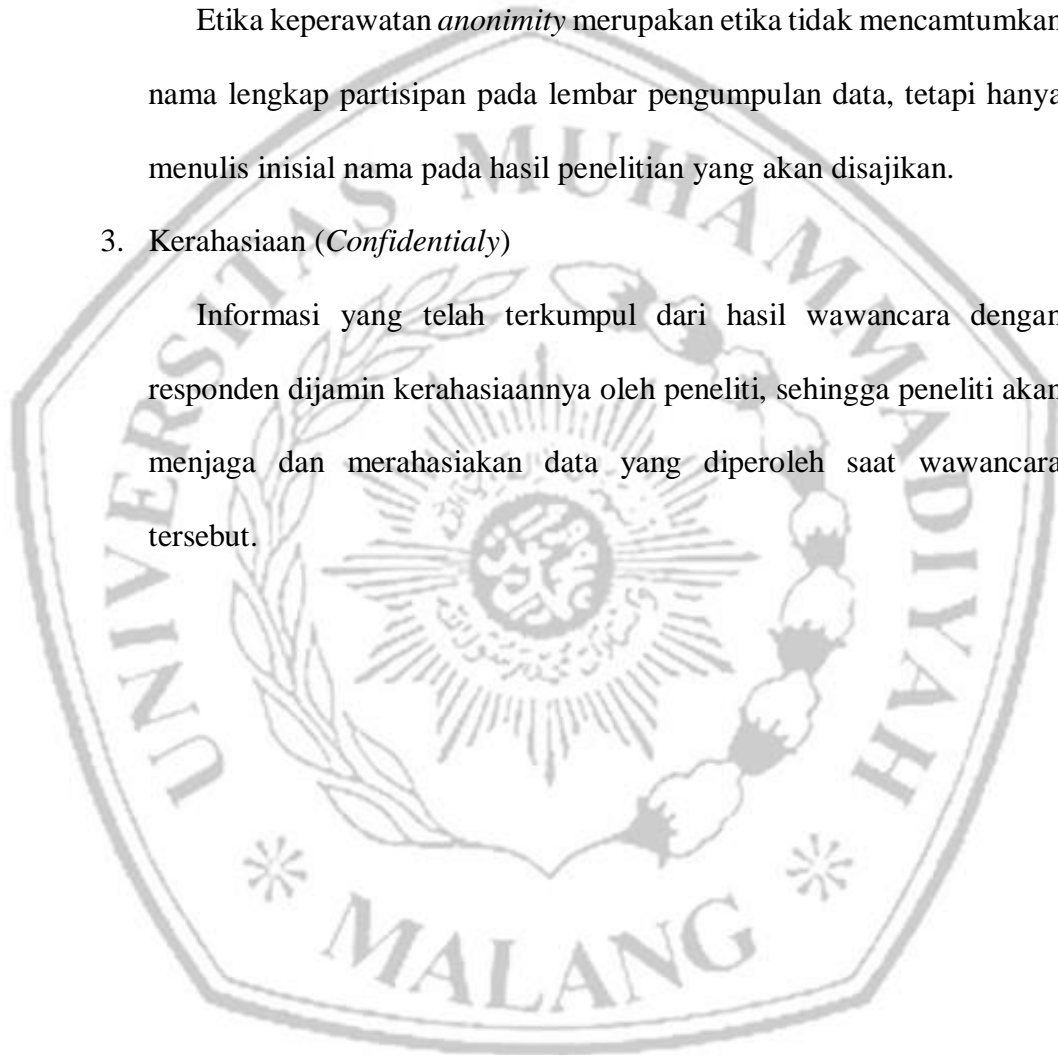 Etika keperawatan anonimity merupakan etika tidak mencamtumkan
nama lengkap partisipan pada lembar pengumpulan data, tetapi hanya
menulis inisial nama pada hasil penelitian yang akan disajikan.
3. Kerahasiaan (Confidentialy)
Informasi yang telah terkumpul dari hasil wawancara dengan
responden dijamin kerahasiaannya oleh peneliti, sehingga peneliti akan
menjaga dan merahasiakan data yang diperoleh saat wawancara
tersebut.
UNIVERSITAS MUHAMMADIYAH
MALANG